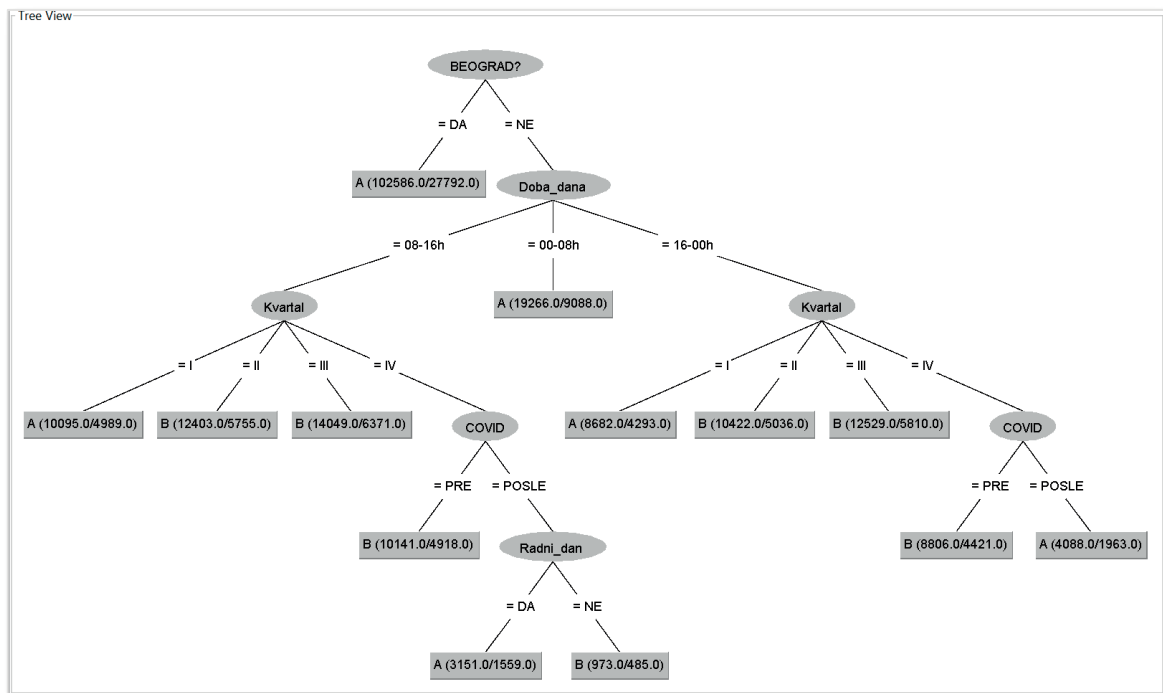 Tree View
BEOGRAD?
= DA = NE
A (102586.0/27792.0) Doba_dana
= 08-16h = 00-08h = 16-00h
Kvartal A (19266.0/9088.0) Kvartal
= I = II = III = IV = I = II = III = IV
A (10095.0/4989.0) B (12403.0/5755.0) B (14049.0/6371.0) COVID A (8682.0/4293.0) B (10422.0/5036.0) B (12529.0/5810.0) COVID
= PRE = POSLE = PRE = POSLE
B (10141.0/4918.0) Radni_dan B (8806.0/4421.0) A (4088.0/1963.0)
= DA = NE
A (3151.0/1559.0) B (973.0/485.0)